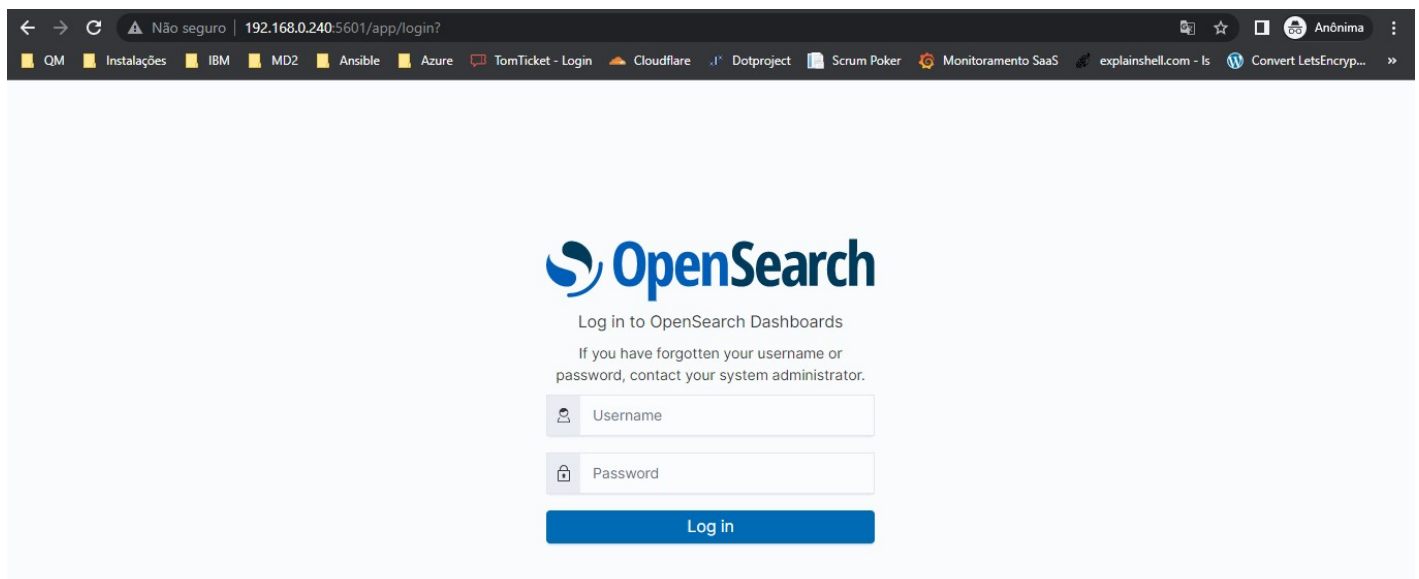 Não seguro | 192.168.0.240:5601/app/login?
Anônima
QM Instalações IBM MD2 Ansible Azure TomTicket - Login Cloudflare Dotproject Scrum Poker Monitoramento SaaS explainshell.com - ls Convert LetsEncryp... »
OpenSearch
Log in to OpenSearch Dashboards
If you have forgotten your username or
password, contact your system administrator.
Username
Password
Log in